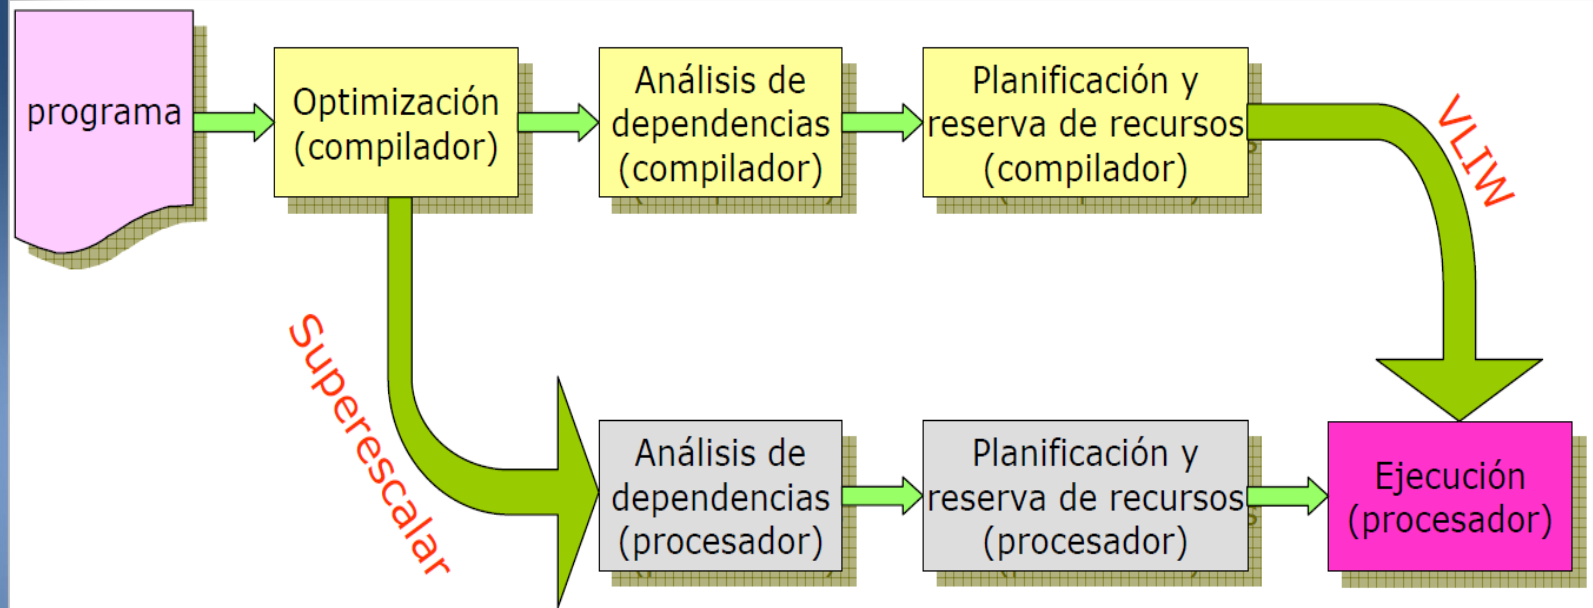 programa
Optimización
(compilador)
Análisis de
dependencias
(compilador)
Planificación y
reserva de recursos
(compilador)
VLIW
Superescalar
Análisis de
dependencias
(procesador)
Planificación y
reserva de recursos
(procesador)
Ejecución
(procesador)